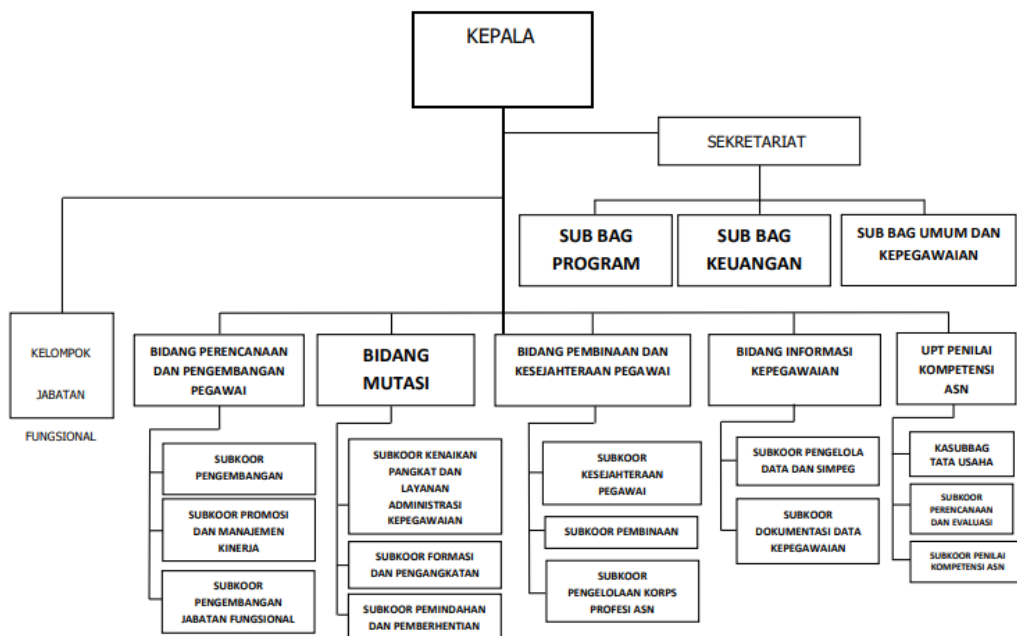 KEPALA
SEKRETARIAT
SUB BAG
PROGRAM
SUB BAG
KEUANGAN
SUB BAG UMUM DAN
KEPEGAWAIAN
KELOMPOK
JABATAN
FUNGSIONAL
BIDANG PERENCANAAN
DAN PENGEMBANGAN
PEGAWAI
BIDANG
MUTASI
BIDANG PEMBINAAN DAN
KESEJAHTERAAN PEGAWAI
BIDANG INFORMASI
KEPEGAWAIAN
UPT PENILAI
KOMPETENSI
ASN
SUBKOOR
PENGEMBANGAN
SUBKOOR PROMOSI
DAN MANAJEMEN
KINERJA
SUBKOOR
PENGEMBANGAN
JABATAN FUNGSIONAL
SUBKOOR KENAIKAN
PANGKAT DAN
LAYANAN
ADMINISTRASI
KEPEGAWAIAN
SUBKOOR FORMASI
DAN PENGANGKATAN
SUBKOOR PEMINDAHAN
DAN PEMBERHENTIAN
SUBKOOR
KESEJAHTERAAN
PEGAWAI
SUBKOOR PEMBINAAN
SUBKOOR
PENGELOLAAN KORPS
PROFESI ASN
SUBKOOR PENGELOLA
DATA DAN SIMPEG
SUBKOOR
DOKUMENTASI DATA
KEPEGAWAIAN
KASUBBAG
TATA USAHA
SUBKOOR
PERENCANAAN
DAN EVALUASI
SUBKOOR PENILAI
KOMPETENSI ASN